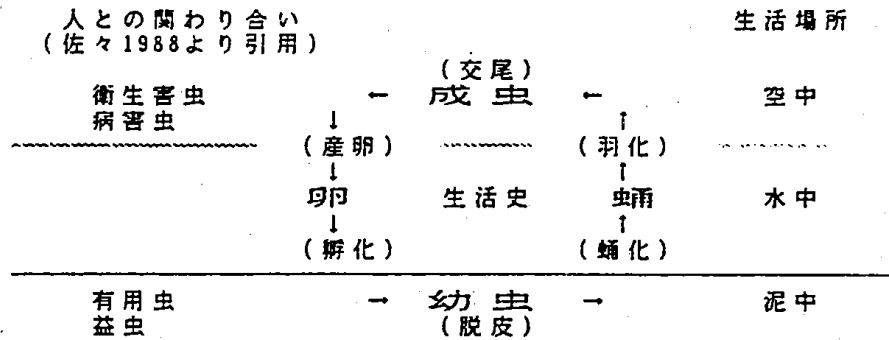 人との関わり合い 生活場所
(佐々1988より引用)
(交尾)
衛生害虫 ← 成虫 ← 空中
病害虫 ↓ ↑
(産卵) (羽化)
↓ ↑
卵 生活史 蛹 水中
↓ ↑
(孵化) (蛹化)
有用虫 → 幼虫 → 泥中
益虫 (脱皮)